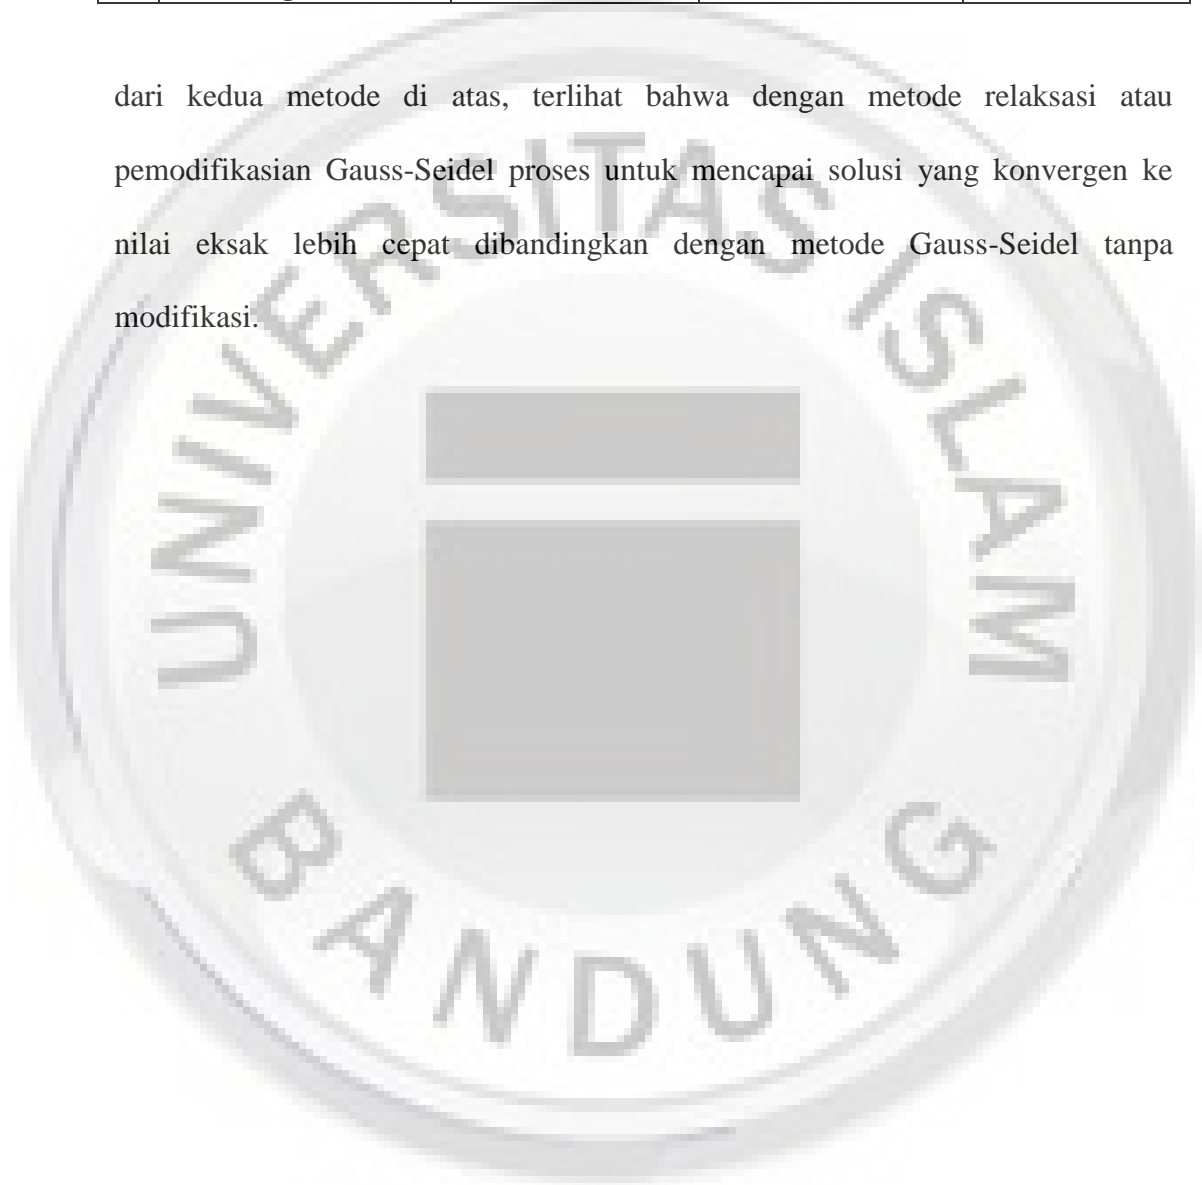 dari kedua metode di atas, terlihat bahwa dengan metode relaksasi atau
pemodifikasian Gauss-Seidel proses untuk mencapai solusi yang konvergen ke
nilai eksak lebih cepat dibandingkan dengan metode Gauss-Seidel tanpa
modifikasi.
UNIVERSITAS ISLAM
BANDUNG